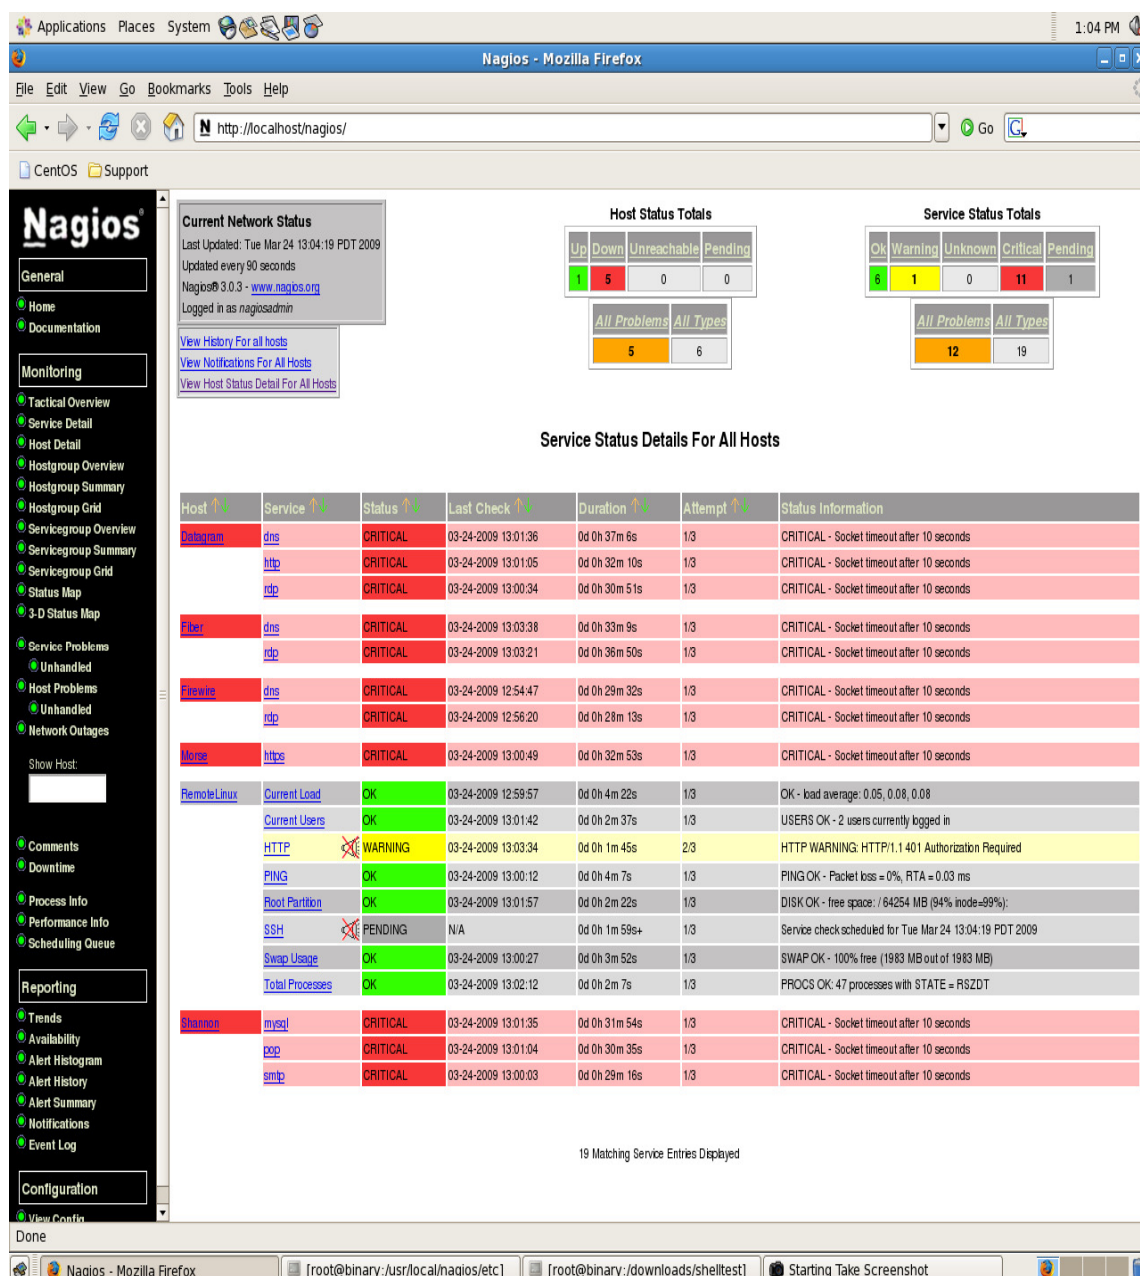 Applications Places System 1:04 PM
Nagios - Mozilla Firefox
File Edit View Go Bookmarks Tools Help
N http://localhost/nagios/ Go G
CentOS Support
Nagios®
General
Home
Documentation
Monitoring
Tactical Overview
Service Detail
Host Detail
Hostgroup Overview
Hostgroup Summary
Hostgroup Grid
Servicegroup Overview
Servicegroup Summary
Servicegroup Grid
Status Map
3-D Status Map
Service Problems
Unhandled
Host Problems
Unhandled
Network Outages
Show Host:
Comments
Downtime
Process Info
Performance Info
Scheduling Queue
Reporting
Trends
Availability
Alert Histogram
Alert History
Alert Summary
Notifications
Event Log
Configuration
View Config
Current Network Status
Last Updated: Tue Mar 24 13:04:19 PDT 2009
Updated every 90 seconds
Nagios® 3.0.3 - www.nagios.org
Logged in as nagiosadmin
View History For all hosts
View Notifications For All Hosts
View Host Status Detail For All Hosts
Host Status Totals
Up Down Unreachable Pending
1 5 0 0
All Problems All Types
5 6
Service Status Totals
Ok Warning Unknown Critical Pending
6 1 0 11 1
All Problems All Types
12 19
Service Status Details For All Hosts
Host Service Status Last Check Duration Attempt Status Information
Datagram dns CRITICAL 03-24-2009 13:01:36 0d 0h 37m 6s 1/3 CRITICAL - Socket timeout after 10 seconds
http CRITICAL 03-24-2009 13:01:05 0d 0h 32m 10s 1/3 CRITICAL - Socket timeout after 10 seconds
rdp CRITICAL 03-24-2009 13:00:34 0d 0h 30m 51s 1/3 CRITICAL - Socket timeout after 10 seconds
Fiber dns CRITICAL 03-24-2009 13:03:38 0d 0h 33m 9s 1/3 CRITICAL - Socket timeout after 10 seconds
rdp CRITICAL 03-24-2009 13:03:21 0d 0h 36m 50s 1/3 CRITICAL - Socket timeout after 10 seconds
Firewire dns CRITICAL 03-24-2009 12:54:47 0d 0h 29m 32s 1/3 CRITICAL - Socket timeout after 10 seconds
rdp CRITICAL 03-24-2009 12:56:20 0d 0h 28m 13s 1/3 CRITICAL - Socket timeout after 10 seconds
Morse https CRITICAL 03-24-2009 13:00:49 0d 0h 32m 53s 1/3 CRITICAL - Socket timeout after 10 seconds
RemoteLinux Current Load OK 03-24-2009 12:59:57 0d 0h 4m 22s 1/3 OK - load average: 0.05, 0.08, 0.08
Current Users OK 03-24-2009 13:01:42 0d 0h 2m 37s 1/3 USERS OK - 2 users currently logged in
HTTP WARNING 03-24-2009 13:03:34 0d 0h 1m 45s 2/3 HTTP WARNING: HTTP/1.1 401 Authorization Required
PING OK 03-24-2009 13:00:12 0d 0h 4m 7s 1/3 PING OK - Packet loss = 0%, RTA = 0.03 ms
Root Partition OK 03-24-2009 13:01:57 0d 0h 2m 22s 1/3 DISK OK - free space: / 64254 MB (94% inode=99%):
SSH PENDING N/A 0d 0h 1m 59s+ 1/3 Service check scheduled for Tue Mar 24 13:04:19 PDT 2009
Swap Usage OK 03-24-2009 13:00:27 0d 0h 3m 52s 1/3 SWAP OK - 100% free (1983 MB out of 1983 MB)
Total Processes OK 03-24-2009 13:02:12 0d 0h 2m 7s 1/3 PROCS OK: 47 processes with STATE = RSZDT
Shannon mysql CRITICAL 03-24-2009 13:01:35 0d 0h 31m 54s 1/3 CRITICAL - Socket timeout after 10 seconds
pop CRITICAL 03-24-2009 13:01:04 0d 0h 30m 35s 1/3 CRITICAL - Socket timeout after 10 seconds
smtp CRITICAL 03-24-2009 13:00:03 0d 0h 29m 16s 1/3 CRITICAL - Socket timeout after 10 seconds
19 Matching Service Entries Displayed
Done
Nagios - Mozilla Firefox [root@binary:/usr/local/nagios/etc] [root@binary:/downloads/shelltest] Starting Take Screenshot